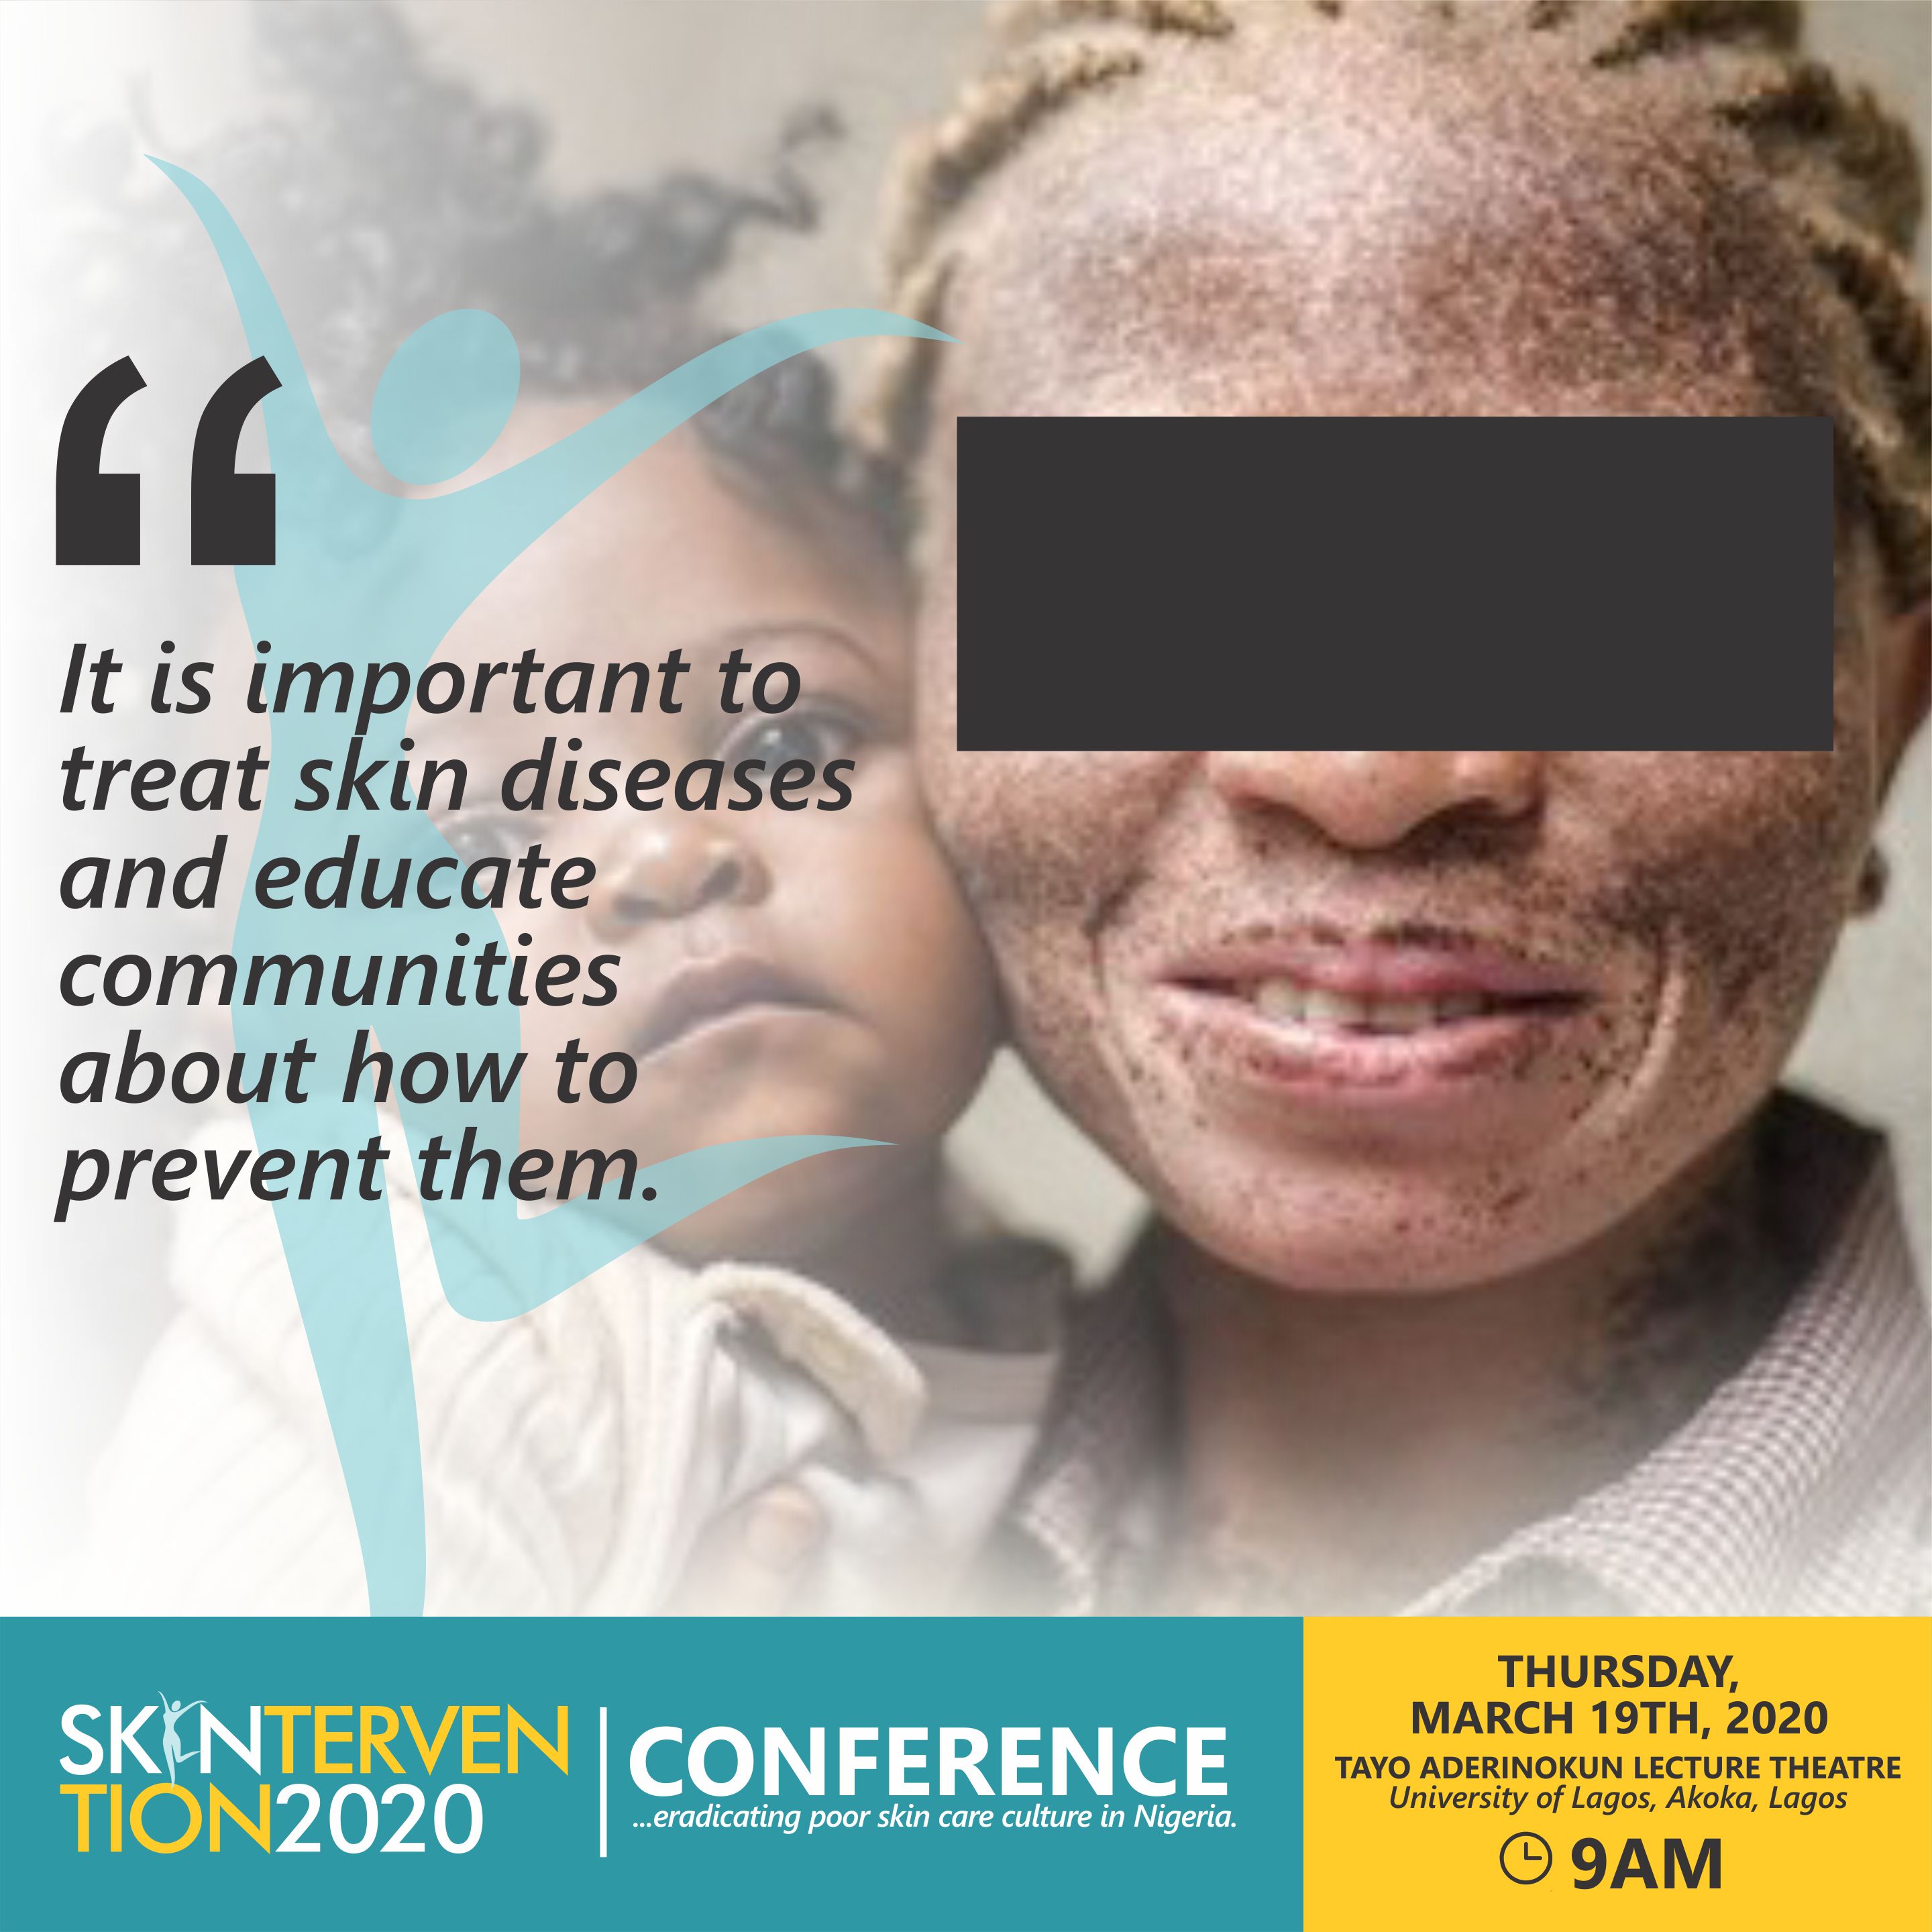 “
It is important to
treat skin diseases
and educate
communities
about how to
prevent them.
SKINTERVEN
TION2020
CONFERENCE
...eradicating poor skin care culture in Nigeria.
THURSDAY,
MARCH 19TH, 2020
TAYO ADERINOKUN LECTURE THEATRE
University of Lagos, Akoka, Lagos
9AM